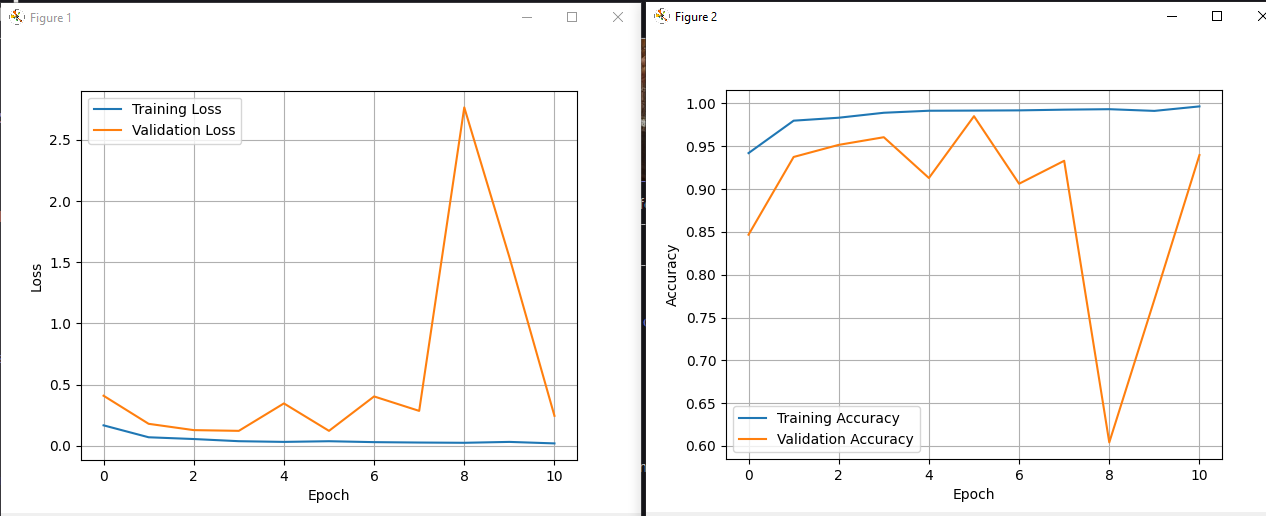 Figure 1
Training Loss
Validation Loss
2.5
2.0
1.5
1.0
0.5
0.0
Loss
0 2 4 6 8 10
Epoch
Figure 2
1.00
0.95
0.90
0.85
0.80
0.75
0.70
0.65
0.60
Accuracy
Training Accuracy
Validation Accuracy
0 2 4 6 8 10
Epoch